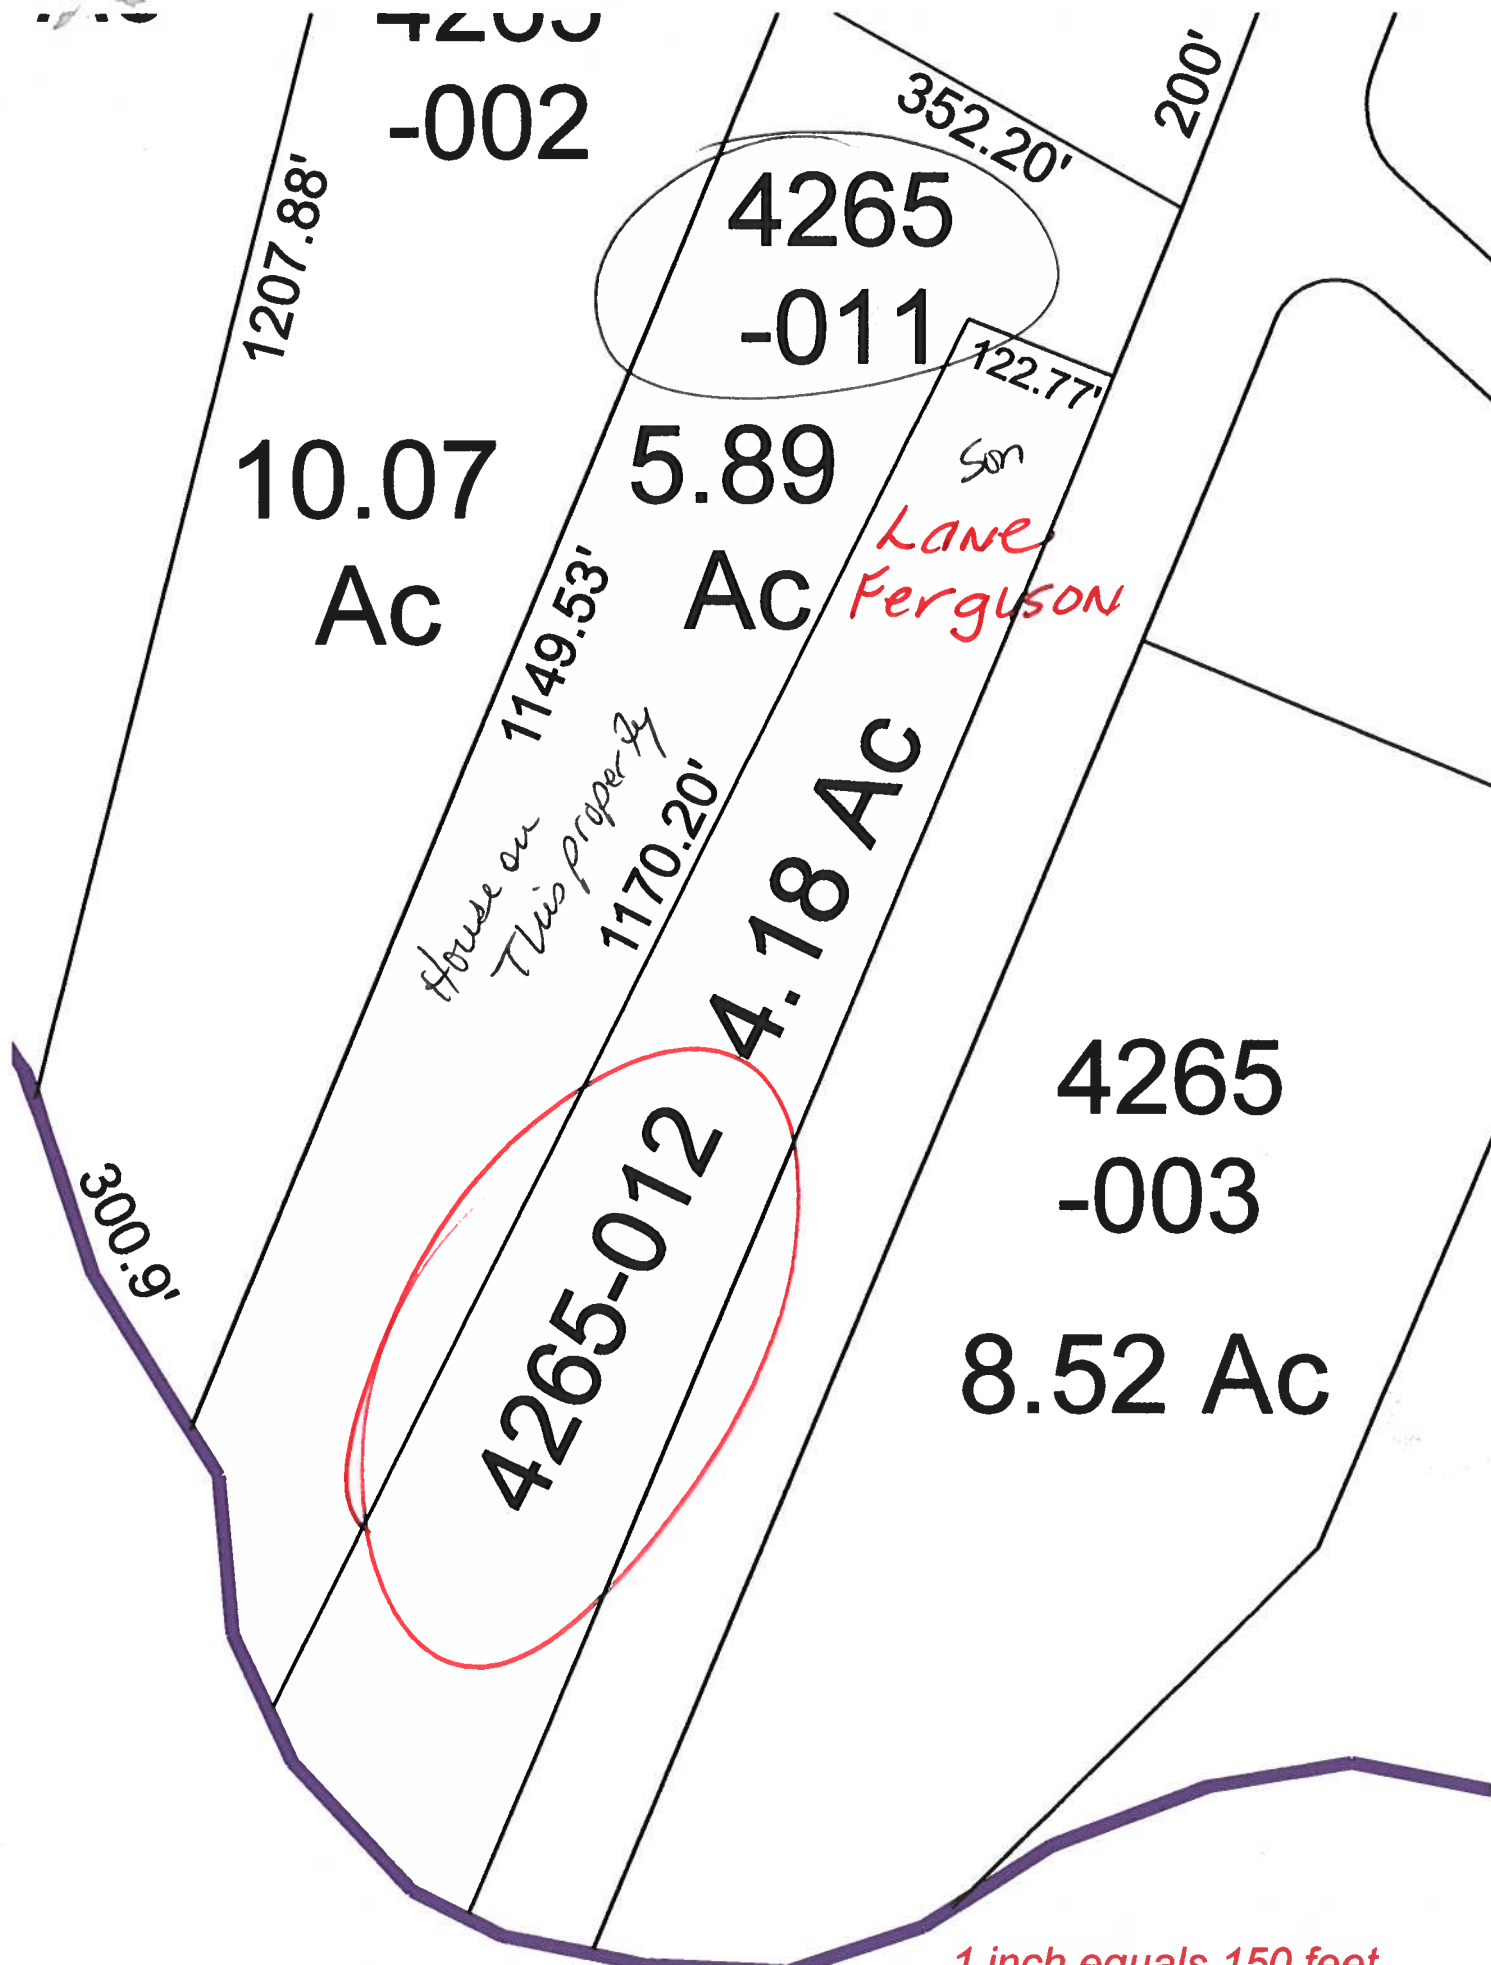 -002
352.20'
200'
1207.88'
4265
-011
122.77'
10.07
Ac
5.89
Ac
Son
Lane
Ferguson
1149.53'
House on
This property
1170.20'
4.18 Ac
4265-012
4265
-003
8.52 Ac
300.9'
1 inch equals 150 feet